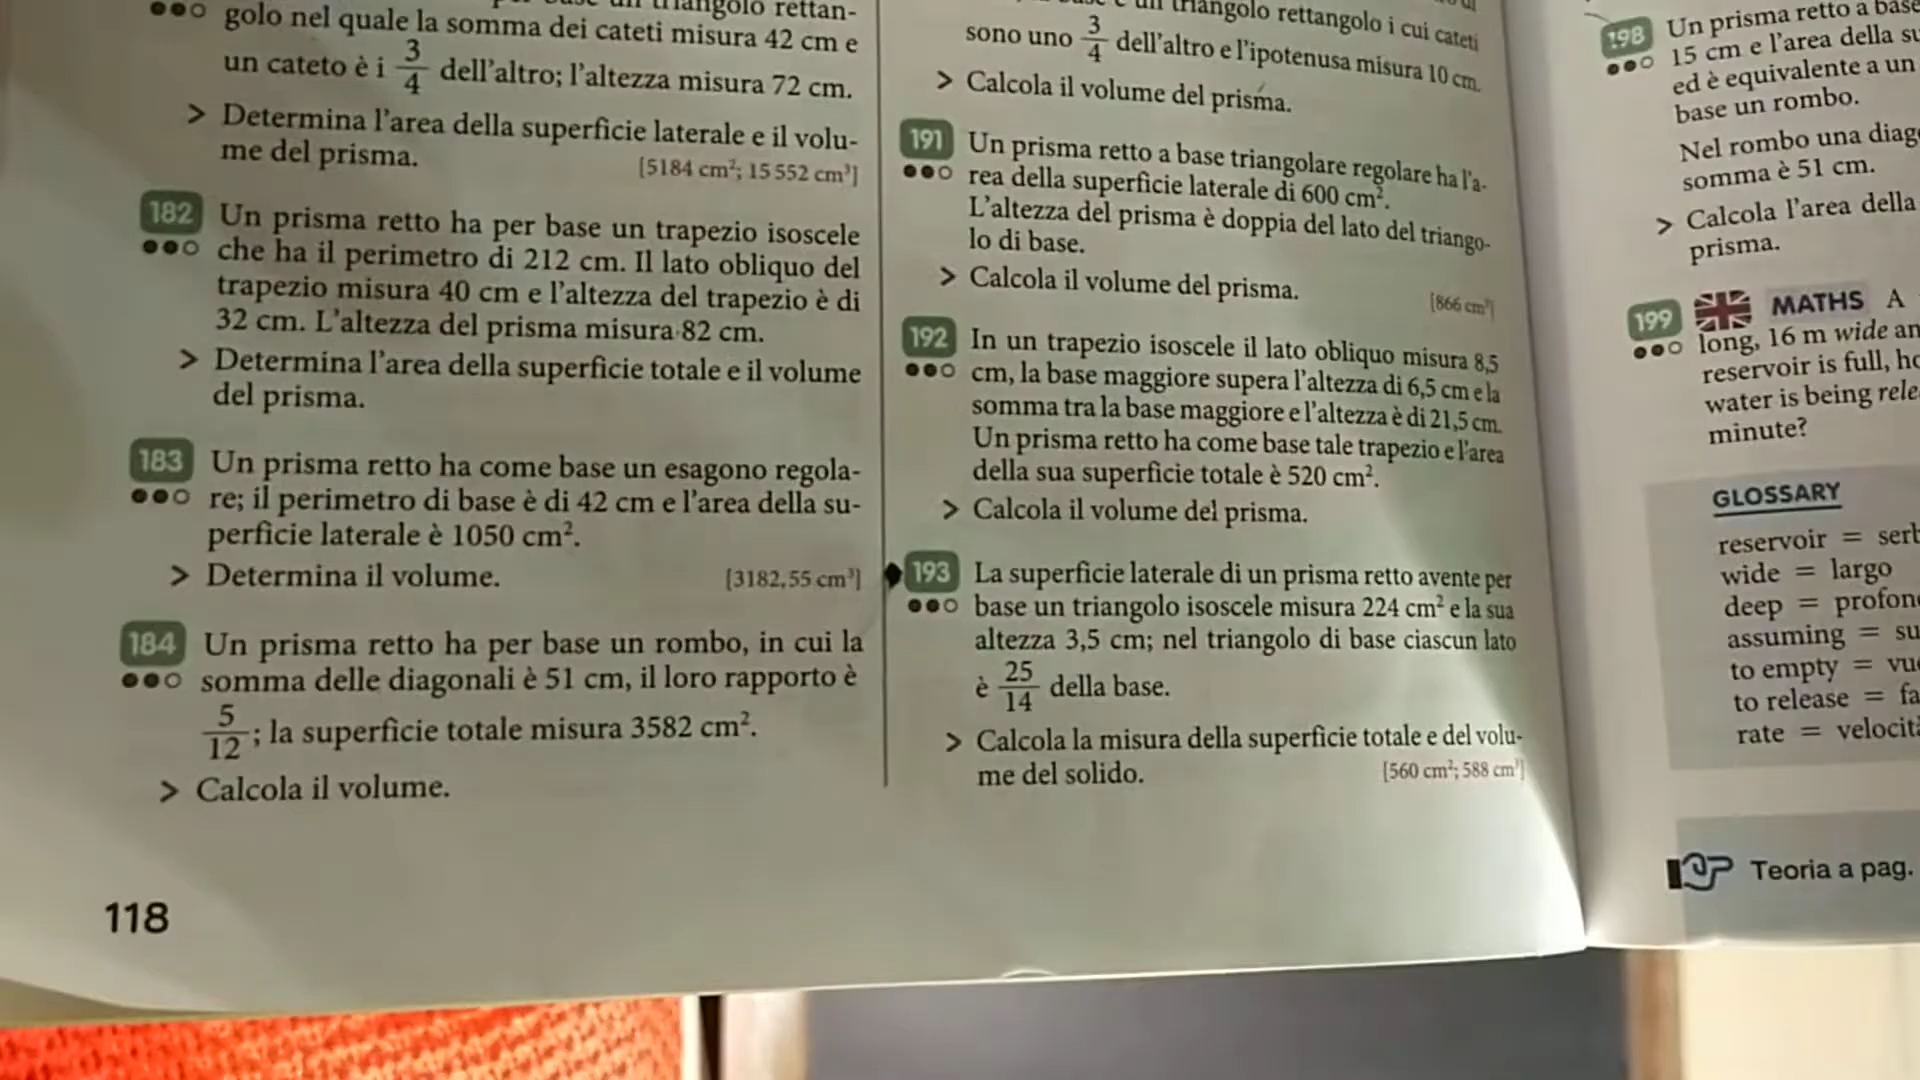 triangolo rettan-
golo nel quale la somma dei cateti misura 42 cm e
un cateto è i 3/4 dell'altro; l'altezza misura 72 cm.
> Determina l'area della superficie laterale e il volu-
me del prisma. [5184 cm²; 15 552 cm³]
182 Un prisma retto ha per base un trapezio isoscele
che ha il perimetro di 212 cm. Il lato obliquo del
trapezio misura 40 cm e l'altezza del trapezio è di
32 cm. L'altezza del prisma misura 82 cm.
> Determina l'area della superficie totale e il volume
del prisma.
183 Un prisma retto ha come base un esagono regola-
re; il perimetro di base è di 42 cm e l'area della su-
perficie laterale è 1050 cm².
> Determina il volume. [3182,55 cm³]
184 Un prisma retto ha per base un rombo, in cui la
somma delle diagonali è 51 cm, il loro rapporto è
5/12; la superficie totale misura 3582 cm².
> Calcola il volume.
118
un triangolo rettangolo i cui cateti
sono uno 3/4 dell'altro e l'ipotenusa misura 10 cm.
> Calcola il volume del prisma.
191 Un prisma retto a base triangolare regolare ha l'a-
rea della superficie laterale di 600 cm².
L'altezza del prisma è doppia del lato del triango-
lo di base.
> Calcola il volume del prisma. [866 cm³]
192 In un trapezio isoscele il lato obliquo misura 8,5
cm, la base maggiore supera l'altezza di 6,5 cm e la
somma tra la base maggiore e l'altezza è di 21,5 cm.
Un prisma retto ha come base tale trapezio e l'area
della sua superficie totale è 520 cm².
> Calcola il volume del prisma.
193 La superficie laterale di un prisma retto avente per
base un triangolo isoscele misura 224 cm² e la sua
altezza 3,5 cm; nel triangolo di base ciascun lato
è 25/14 della base.
> Calcola la misura della superficie totale e del volu-
me del solido. [560 cm²; 588 cm³]
198 Un prisma retto a base
15 cm e l'area della su
ed è equivalente a un
base un rombo.
Nel rombo una diago
somma è 51 cm.
> Calcola l'area della
prisma.
199 MATHS A
long, 16 m wide an
reservoir is full, ho
water is being rele
minute?
GLOSSARY
reservoir = serb
wide = largo
deep = profon
assuming = su
to empty = vu
to release = fa
rate = velocit
Teoria a pag.